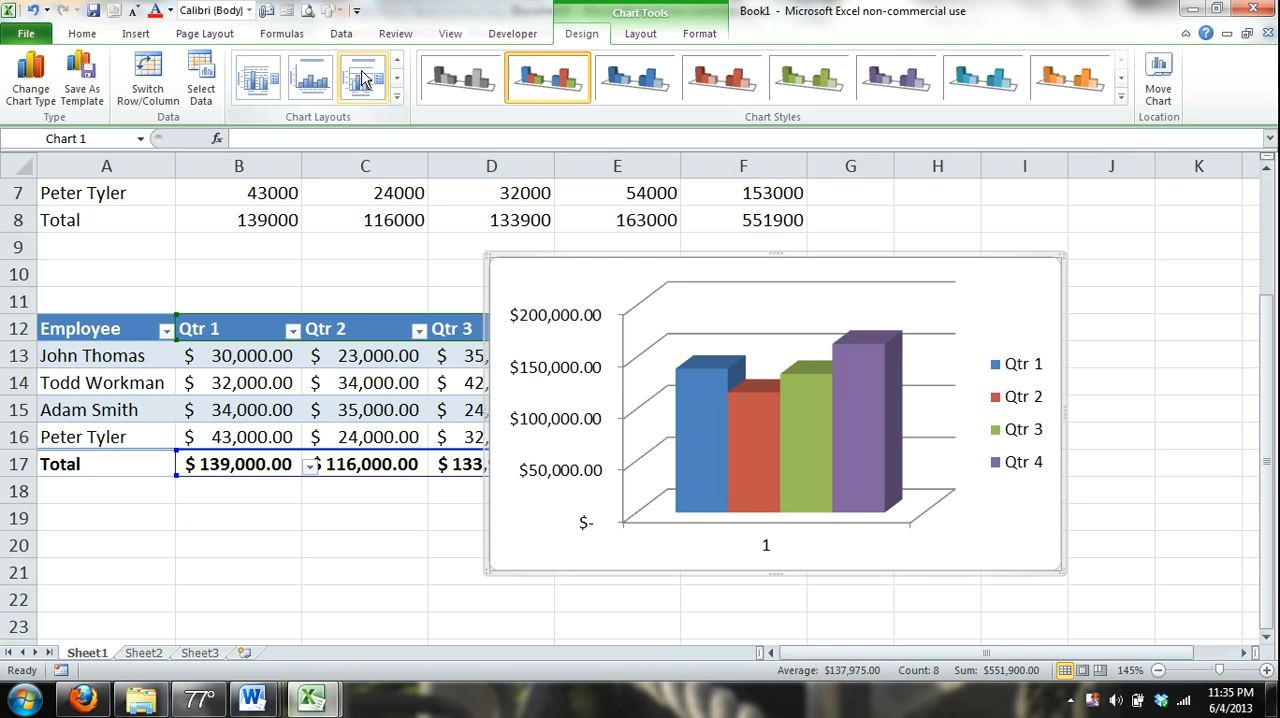 Calibri (Body)
Chart Tools
Book1 - Microsoft Excel non-commercial use
File Home Insert Page Layout Formulas Data Review View Developer Design Layout Format
Change Chart Type
Save As Template
Switch Row/Column
Select Data
Move Chart
Type Data Chart Layouts Chart Styles Location
Chart 1 fx
A B C D E F G H I J K
7 Peter Tyler 43000 24000 32000 54000 153000
8 Total 139000 116000 133900 163000 551900
9
10
11
12 Employee Qtr 1 Qtr 2 Qtr 3
13 John Thomas $ 30,000.00 $ 23,000.00 $ 35,
14 Todd Workman $ 32,000.00 $ 34,000.00 $ 42,
15 Adam Smith $ 34,000.00 $ 35,000.00 $ 24
16 Peter Tyler $ 43,000.00 $ 24,000.00 $ 32,
17 Total $ 139,000.00 $ 116,000.00 $ 133
18
19
20
21
22
23
$200,000.00
$150,000.00
$100,000.00
$50,000.00
$-
1
Qtr 1
Qtr 2
Qtr 3
Qtr 4
Sheet1 Sheet2 Sheet3
Ready Average: $137,975.00 Count: 8 Sum: $551,900.00 145%
77°
11:35 PM
6/4/2013